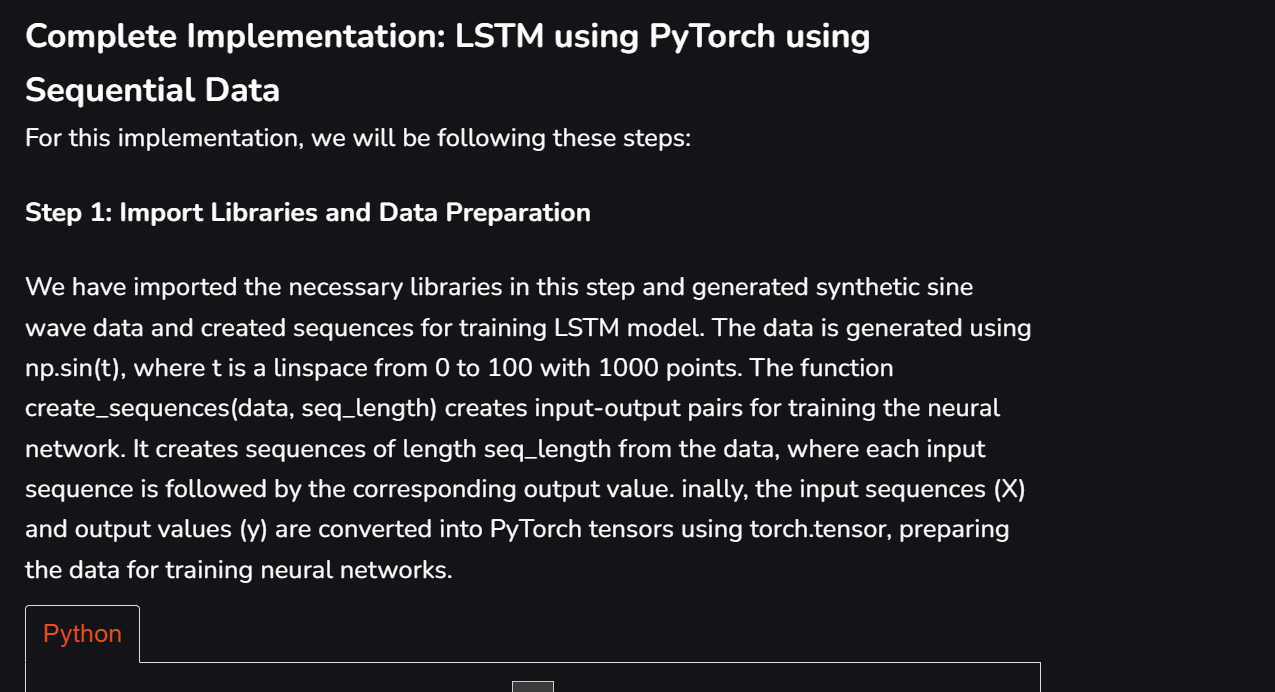 Complete Implementation: LSTM using PyTorch using
Sequential Data
For this implementation, we will be following these steps:
Step 1: Import Libraries and Data Preparation
We have imported the necessary libraries in this step and generated synthetic sine
wave data and created sequences for training LSTM model. The data is generated using
np.sin(t), where t is a linspace from 0 to 100 with 1000 points. The function
create_sequences(data, seq_length) creates input-output pairs for training the neural
network. It creates sequences of length seq_length from the data, where each input
sequence is followed by the corresponding output value. inally, the input sequences (X)
and output values (y) are converted into PyTorch tensors using torch.tensor, preparing
the data for training neural networks.
Python